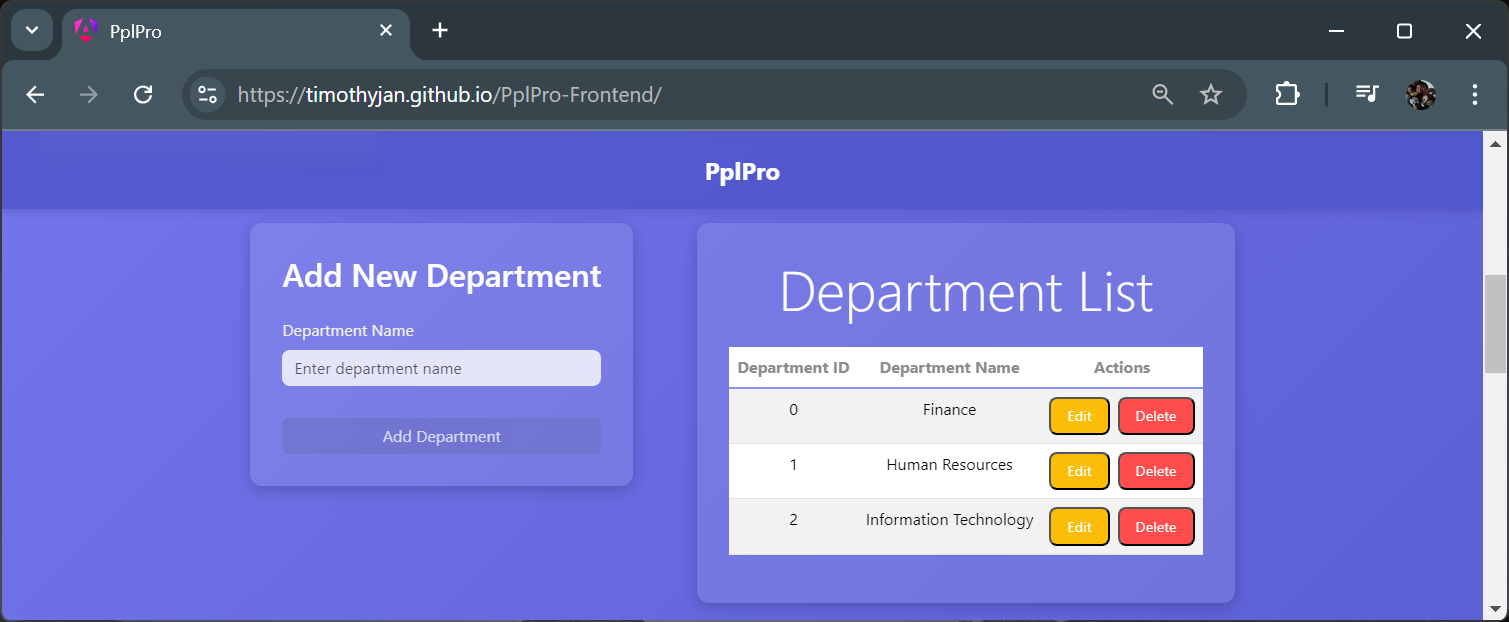 PplPro
https://timothyjan.github.io/PplPro-Frontend/
PplPro
Add New Department
Department Name
Enter department name
Add Department
Department List
Department ID Department Name Actions
0 Finance Edit Delete
1 Human Resources Edit Delete
2 Information Technology Edit Delete